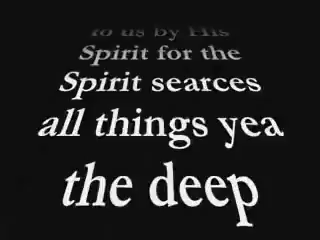 to us by His
Spirit for the
Spirit searces
all things yea
the deep